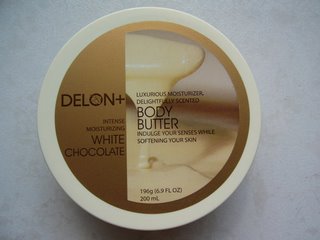 DELON+
INTENSE
MOISTURIZING
WHITE
CHOCOLATE
LUXURIOUS MOISTURIZER,
DELIGHTFULLY SCENTED
BODY
BUTTER
INDULGE YOUR SENSES WHILE
SOFTENING YOUR SKIN
196g (6.9 FL OZ)
200 mL